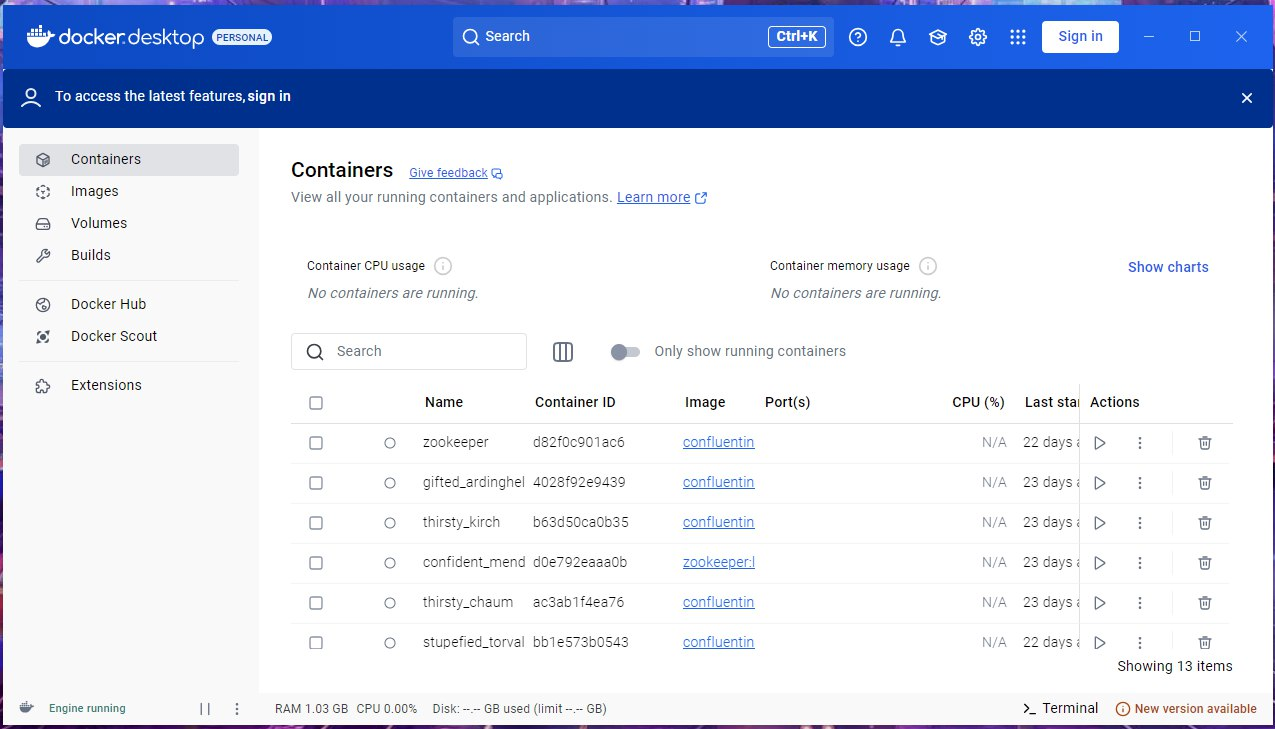 docker.desktop PERSONAL Search Ctrl+K Sign in
To access the latest features, sign in
Containers
Images
Volumes
Builds
Docker Hub
Docker Scout
Extensions
Containers Give feedback
View all your running containers and applications. Learn more
Container CPU usage Container memory usage Show charts
No containers are running. No containers are running.
Search Only show running containers
Name Container ID Image Port(s) CPU (%) Last star Actions
zookeeper d82f0c901ac6 confluentin N/A 22 days a
gifted_ardinghel 4028f92e9439 confluentin N/A 23 days a
thirsty_kirch b63d50ca0b35 confluentin N/A 23 days a
confident_mend d0e792eaaa0b zookeeper:l N/A 23 days a
thirsty_chaum ac3ab1f4ea76 confluentin N/A 23 days a
stupefied_torval bb1e573b0543 confluentin N/A 22 days a
Showing 13 items
Engine running RAM 1.03 GB CPU 0.00% Disk: --.-- GB used (limit --.-- GB) Terminal New version available